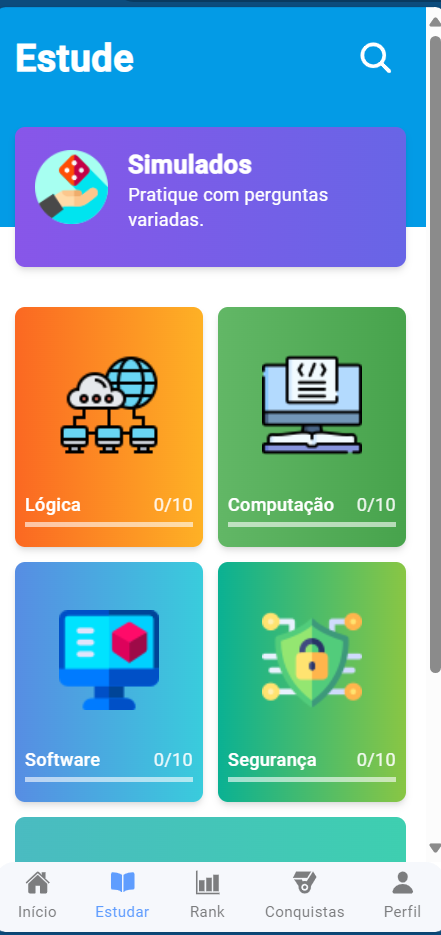 Estude
Simulados
Pratique com perguntas
variadas.
Lógica 0/10
Computação 0/10
Software 0/10
Segurança 0/10
Início Estudar Rank Conquistas Perfil